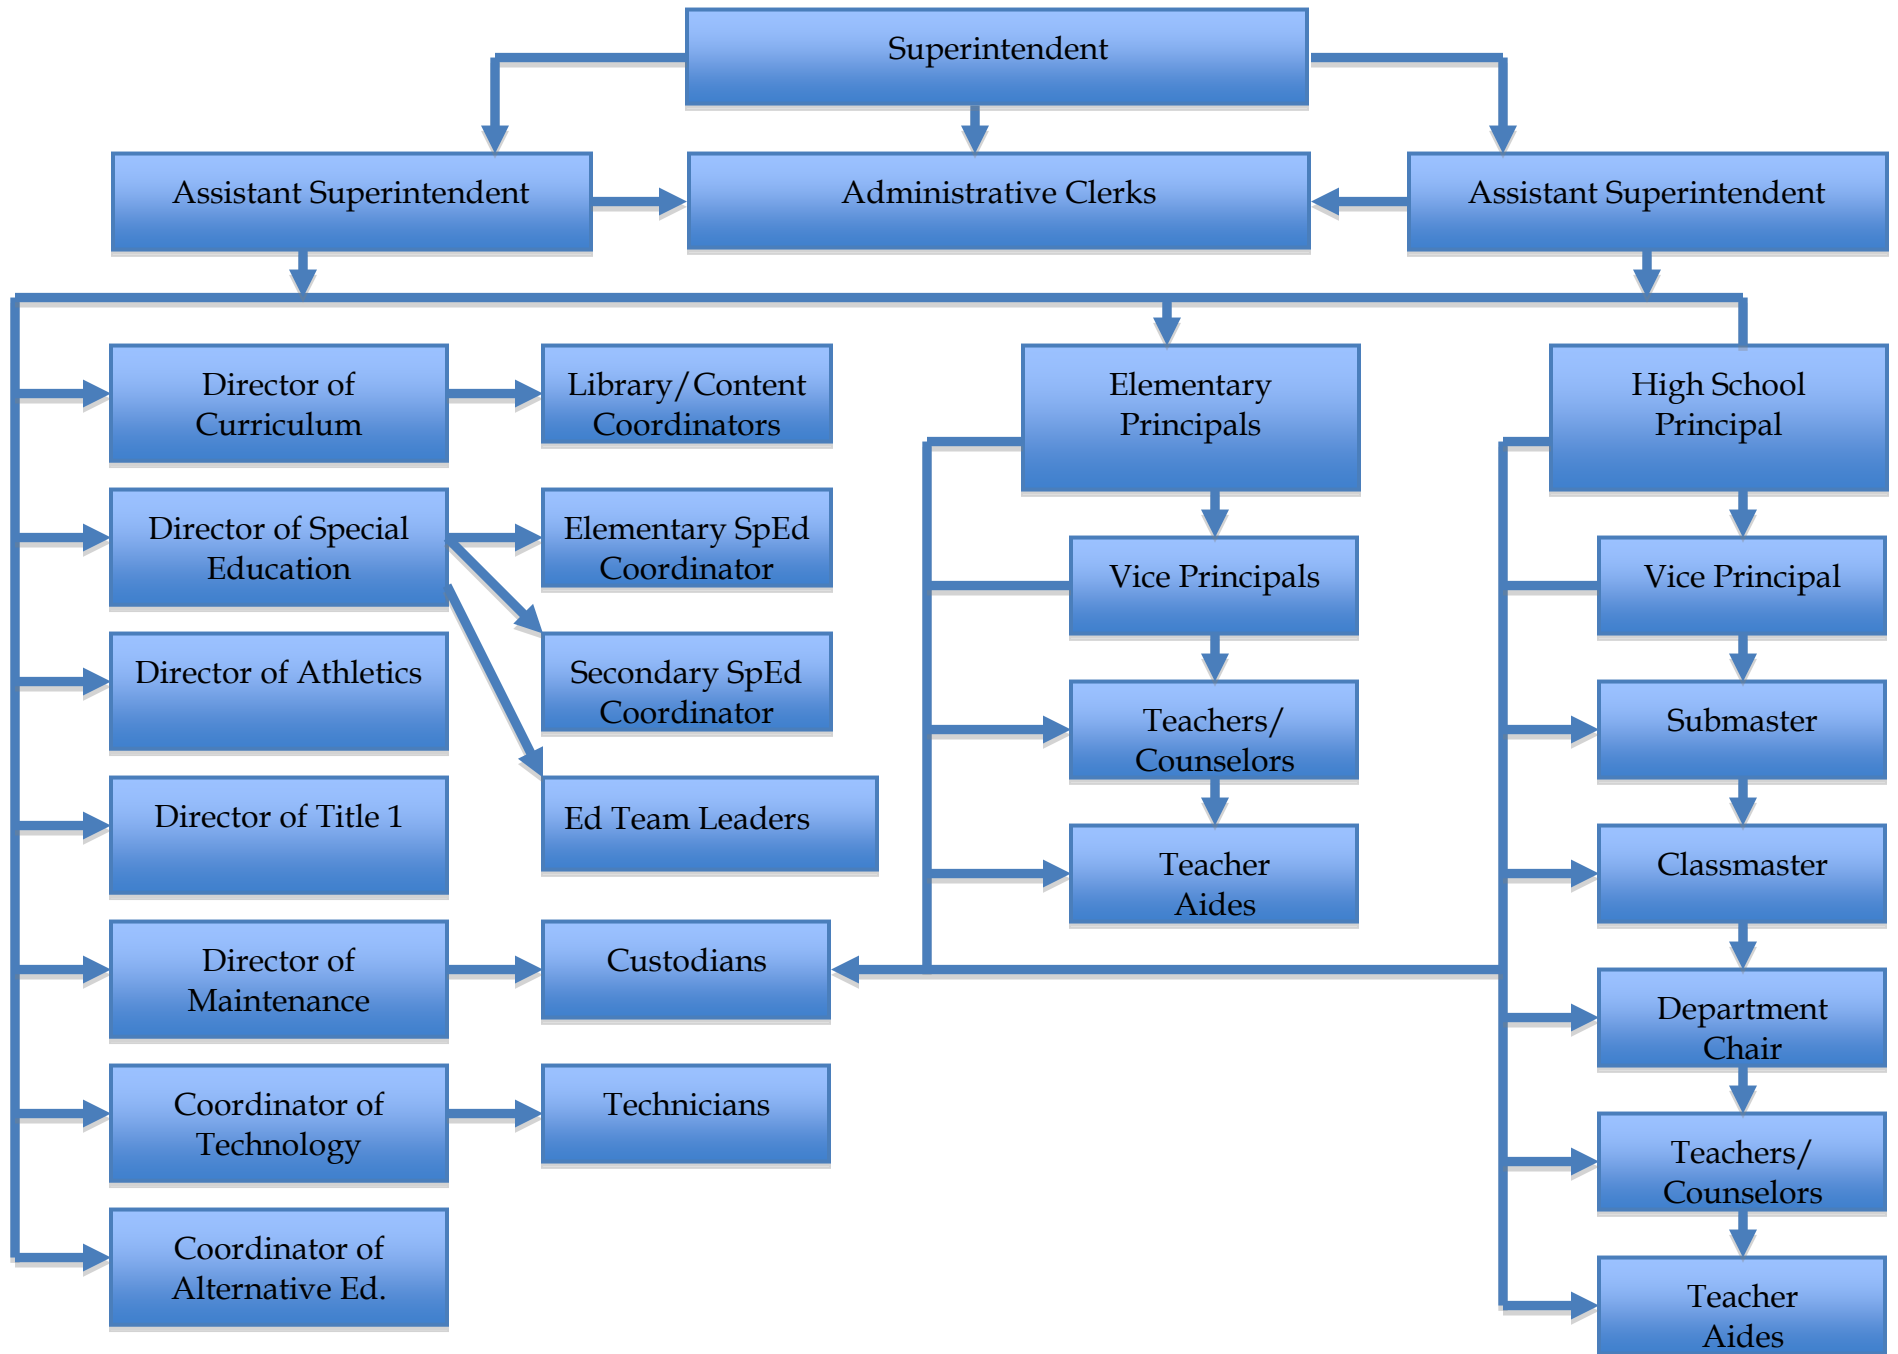 Superintendent
Assistant Superintendent
Administrative Clerks
Assistant Superintendent
Director of
Curriculum
Library/Content
Coordinators
Elementary
Principals
High School
Principal
Director of Special
Education
Elementary SpEd
Coordinator
Vice Principals
Vice Principal
Director of Athletics
Secondary SpEd
Coordinator
Teachers/
Counselors
Submaster
Director of Title 1
Ed Team Leaders
Teacher
Aides
Classmaster
Director of
Maintenance
Custodians
Department
Chair
Coordinator of
Technology
Technicians
Teachers/
Counselors
Coordinator of
Alternative Ed.
Teacher
Aides